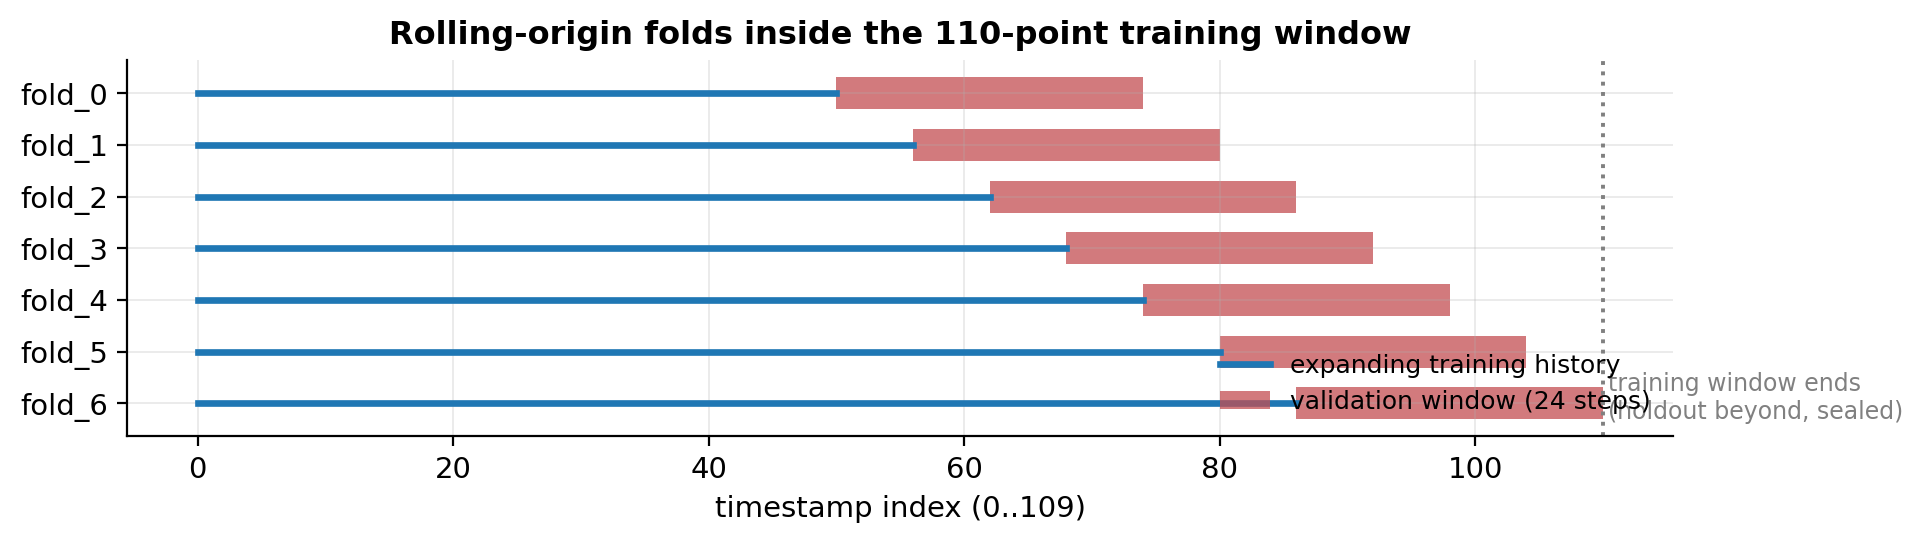 Rolling-origin folds inside the 110-point training window
fold_0
fold_1
fold_2
fold_3
fold_4
fold_5
fold_6
expanding training history
validation window (24 steps)
training window ends
(holdout beyond, sealed)
0 20 40 60 80 100
timestamp index (0..109)